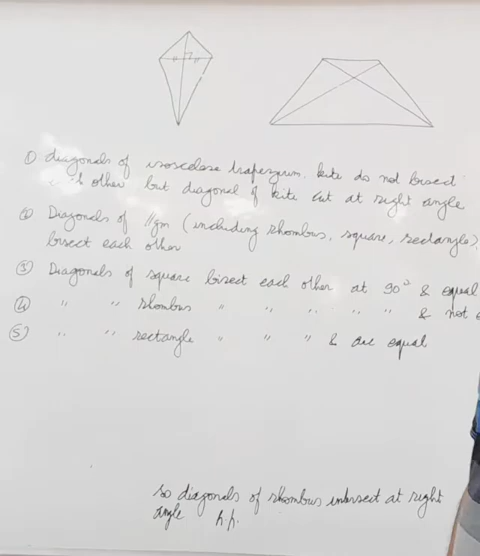 ① diagonals of isoscelase trapezium, kite do not bisect
other but diagonal of kite cut at right angle
② Diagonals of //gm (including rhombus, square, rectangle)
bisect each other
③ Diagonals of square bisect each other at 90° & equal
④ " " rhombus " " " " " & not
⑤ " " rectangle " " " & are equal
so diagonals of rhombus intersect at right
angle h.p.